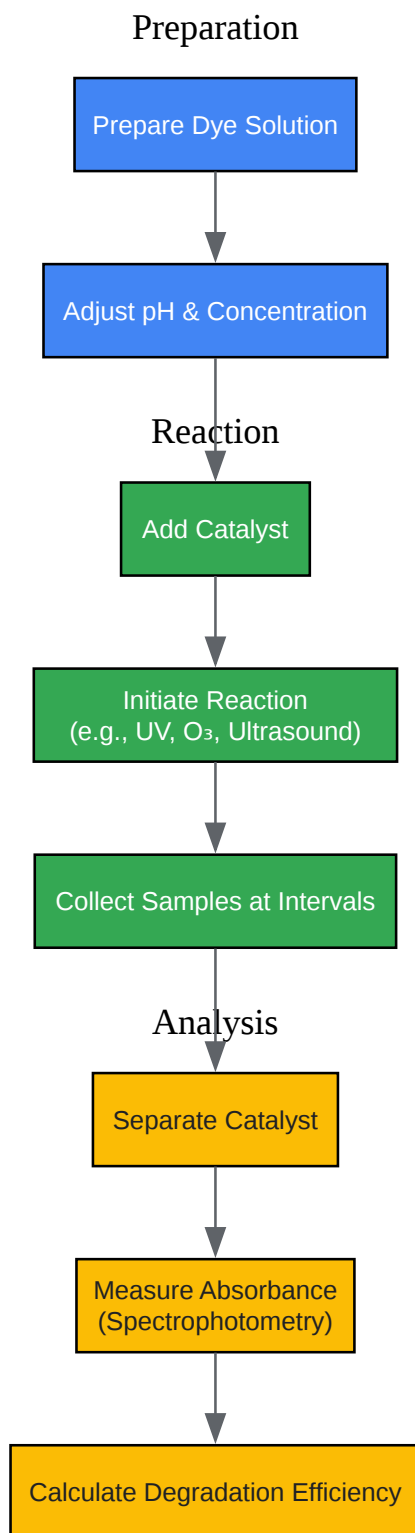 Preparation
Prepare Dye Solution
Adjust pH & Concentration
Reaction
Add Catalyst
Initiate Reaction
(e.g., UV, O₃, Ultrasound)
Collect Samples at Intervals
Analysis
Separate Catalyst
Measure Absorbance
(Spectrophotometry)
Calculate Degradation Efficiency